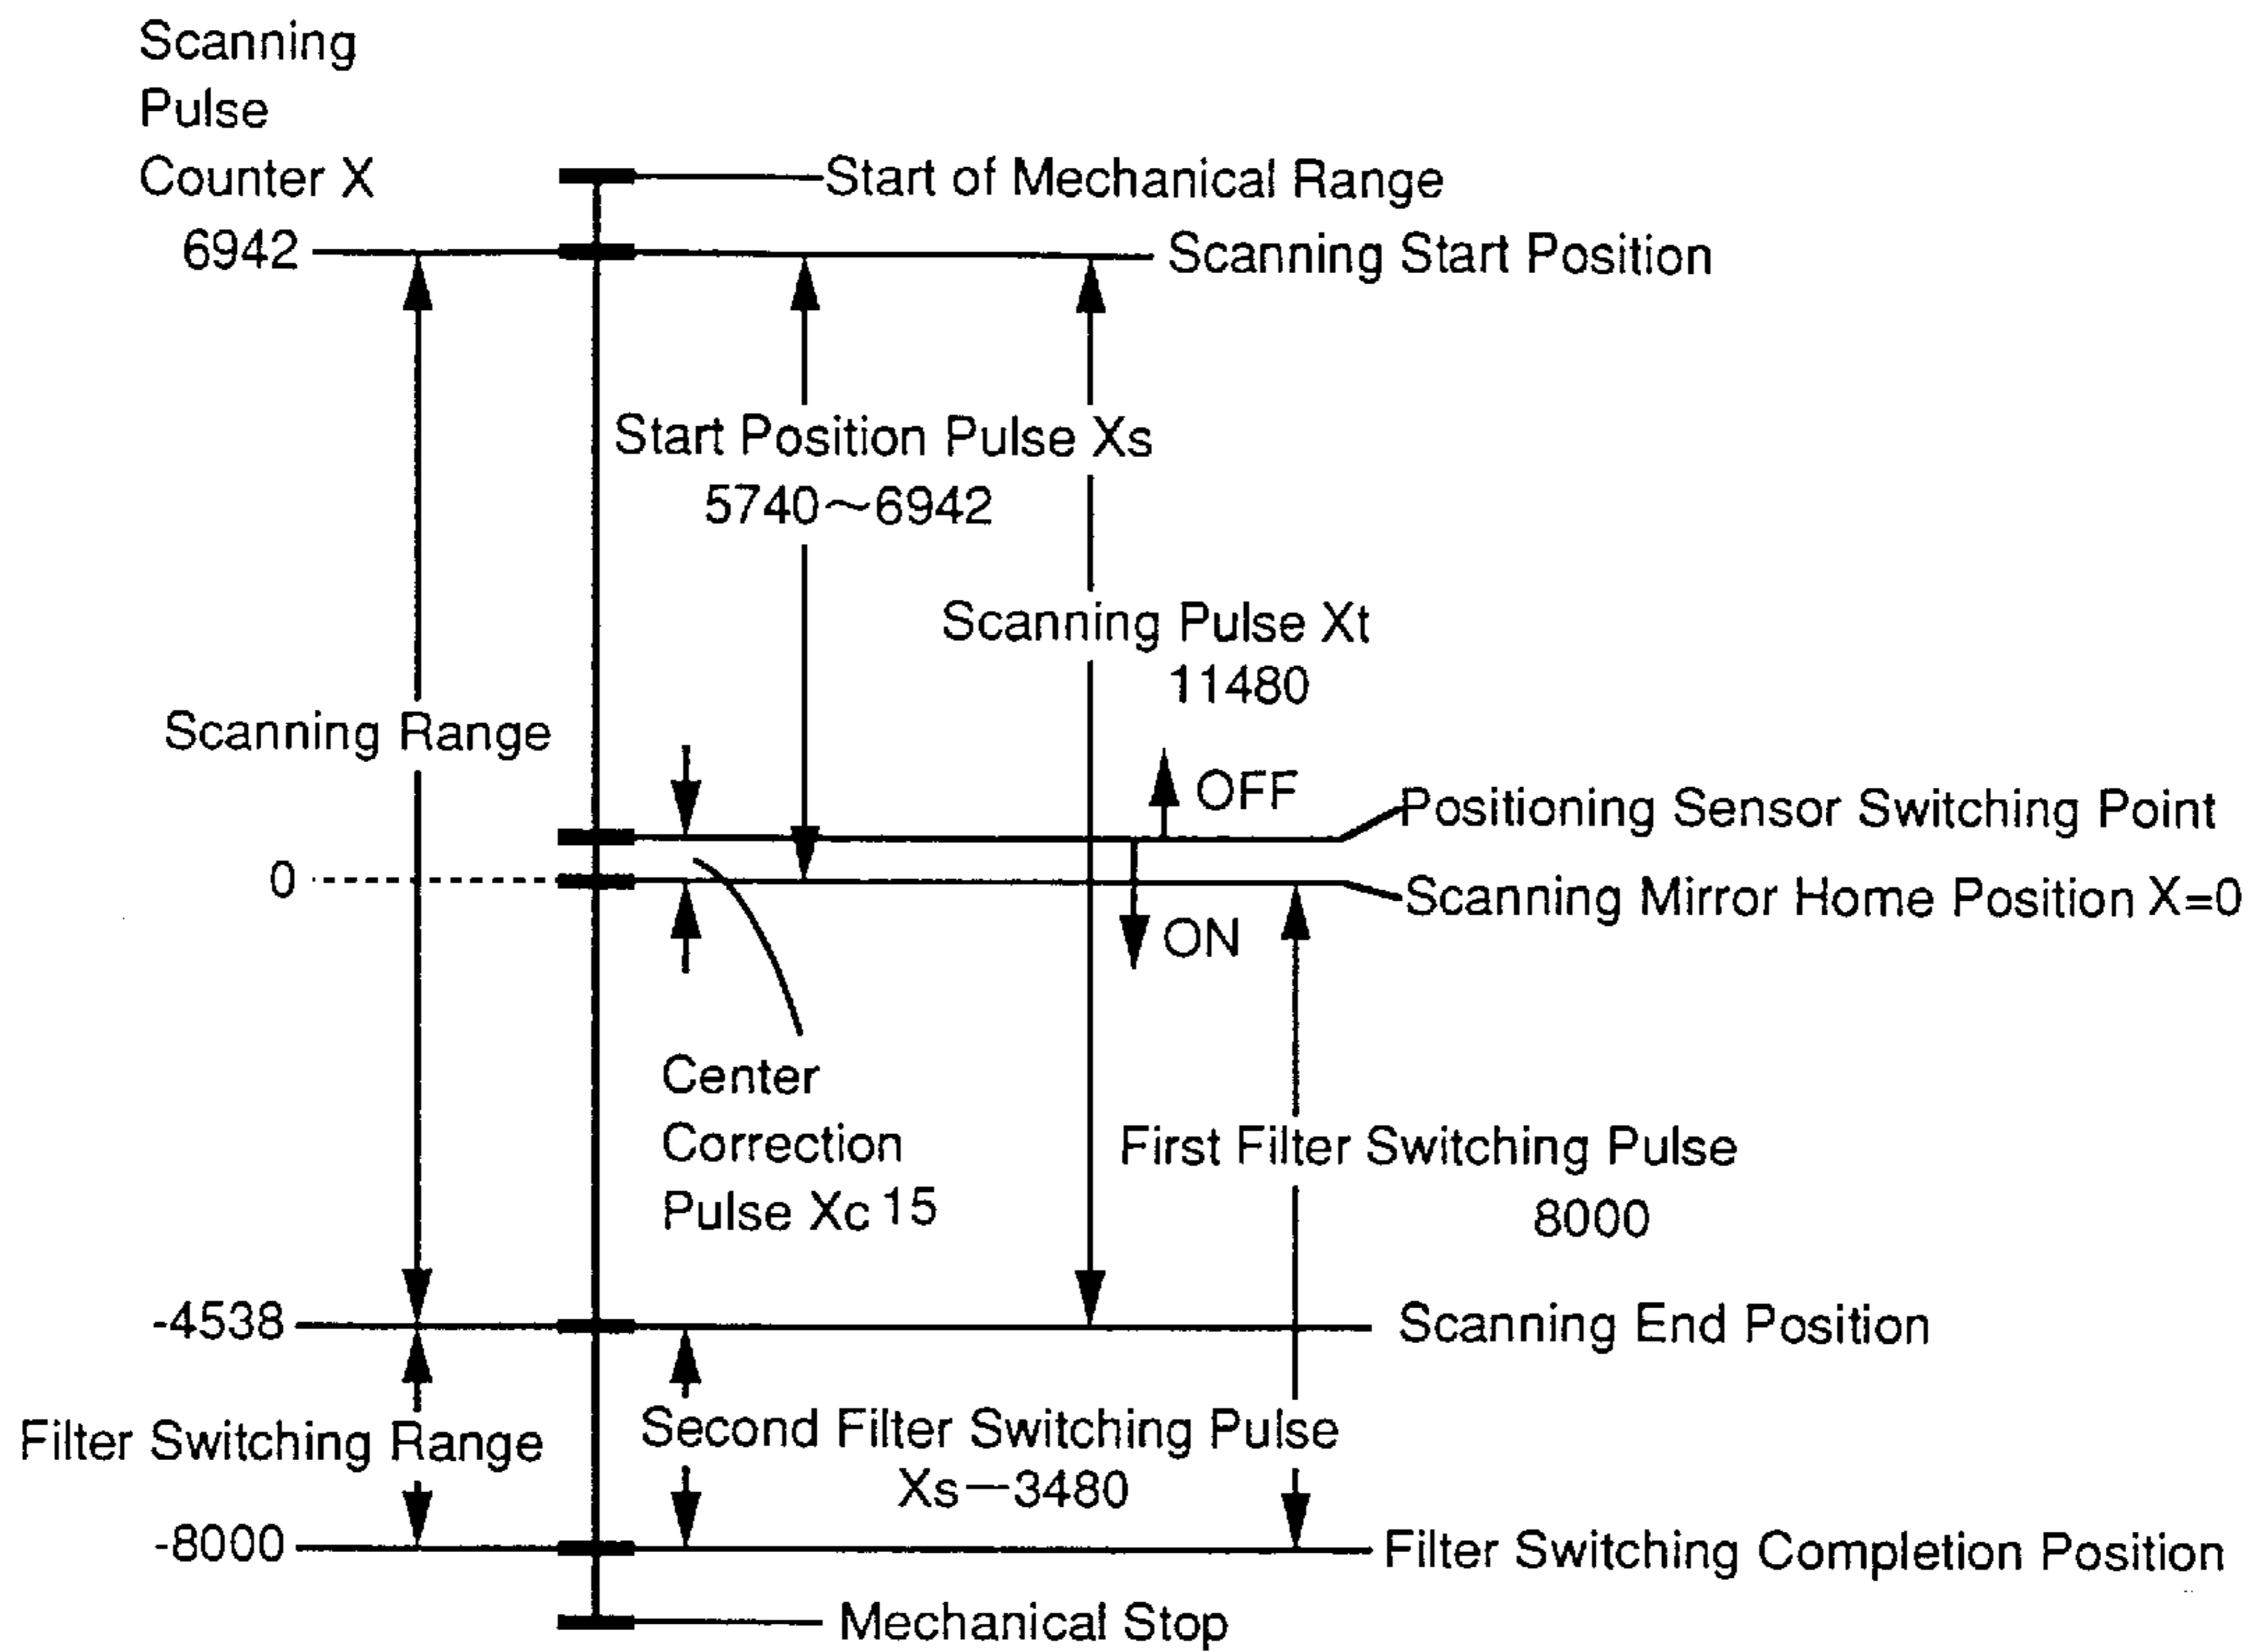 Scanning
Pulse
Counter X
Start of Mechanical Range
6942
Scanning Start Position
Start Position Pulse Xs
5740~6942
Scanning Pulse Xt
11480
Scanning Range
OFF
Positioning Sensor Switching Point
0
Scanning Mirror Home Position X=0
ON
Center
Correction
Pulse Xc 15
First Filter Switching Pulse
8000
-4538
Scanning End Position
Filter Switching Range
Second Filter Switching Pulse
Xs—3480
-8000
Filter Switching Completion Position
Mechanical Stop